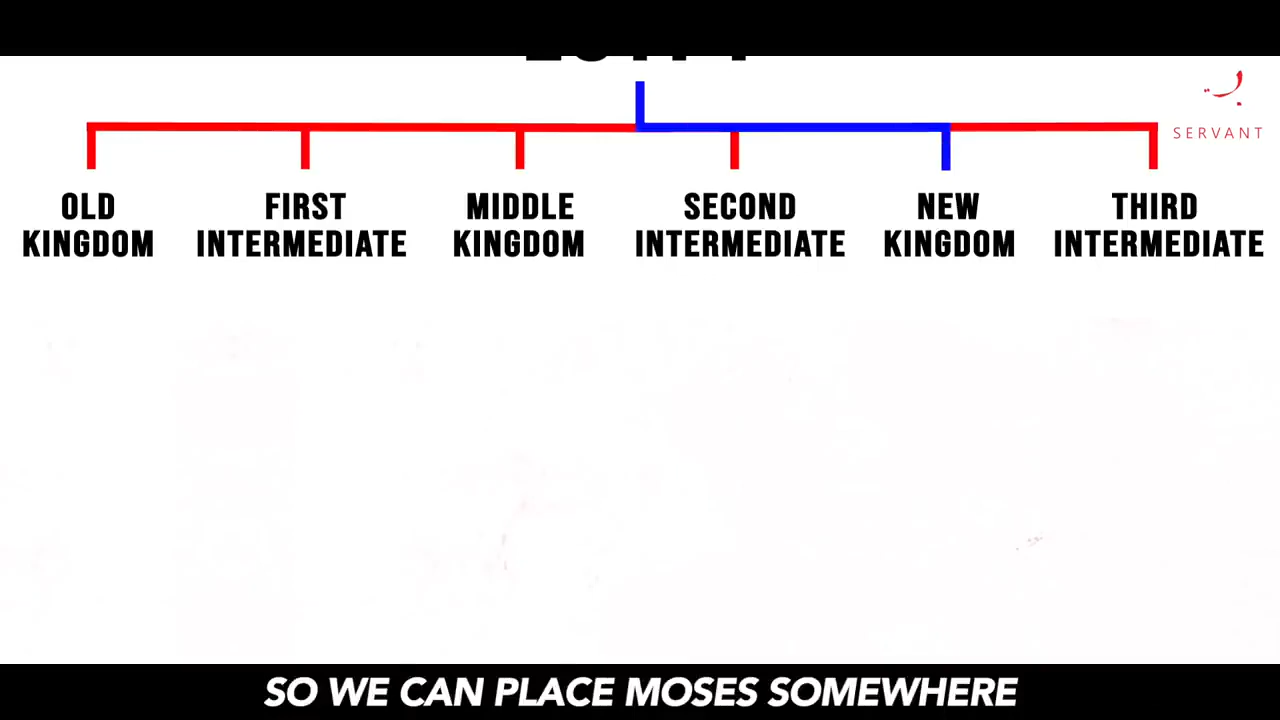 SERVANT
OLD KINGDOM
FIRST INTERMEDIATE
MIDDLE KINGDOM
SECOND INTERMEDIATE
NEW KINGDOM
THIRD INTERMEDIATE
SO WE CAN PLACE MOSES SOMEWHERE